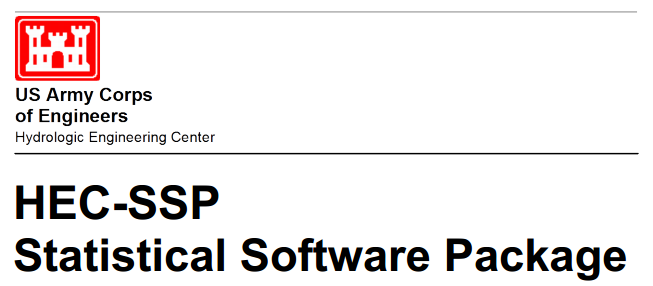 US Army Corps
of Engineers
Hydrologic Engineering Center
HEC-SSP
Statistical Software Package